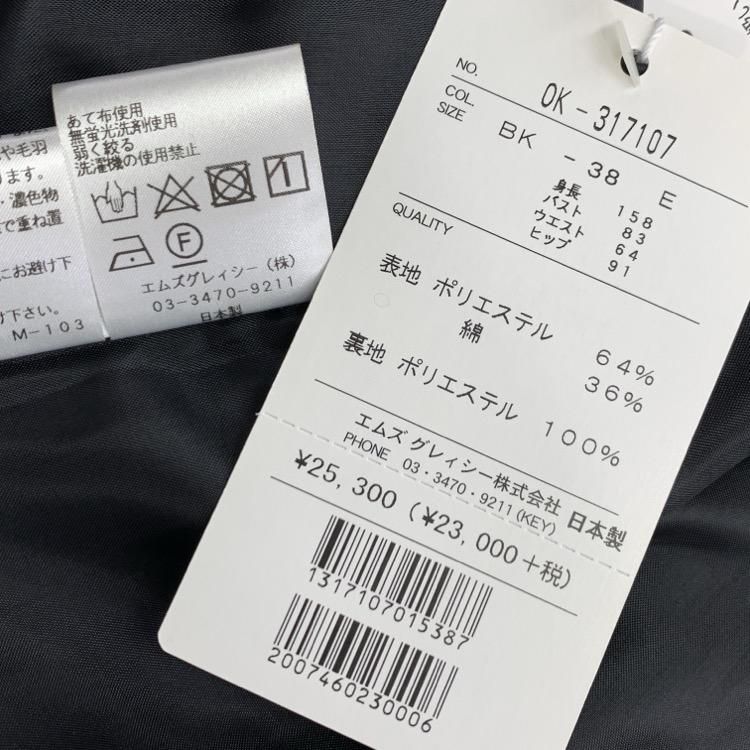 や毛羽
ります。
・濃色物
で重ね置
にお避け下
け下さい。
M-103
あて布使用
無蛍光洗剤使用
弱く絞る
洗濯機の使用禁止
1
F
エムズグレイシー（株）
03-3470-9211
日本製
NO. OK-317107
COL. SIZE BK - 38 E
身長 158
バスト 83
ウエスト 64
ヒップ 91
QUALITY
表地 ポリエステル 64%
綿 36%
裏地 ポリエステル 100%
エムズグレイシー株式会社 日本製
PHONE 03・3470・9211(KEY)
¥25,300 (¥23,000+税)
1317107015387
2007460230006